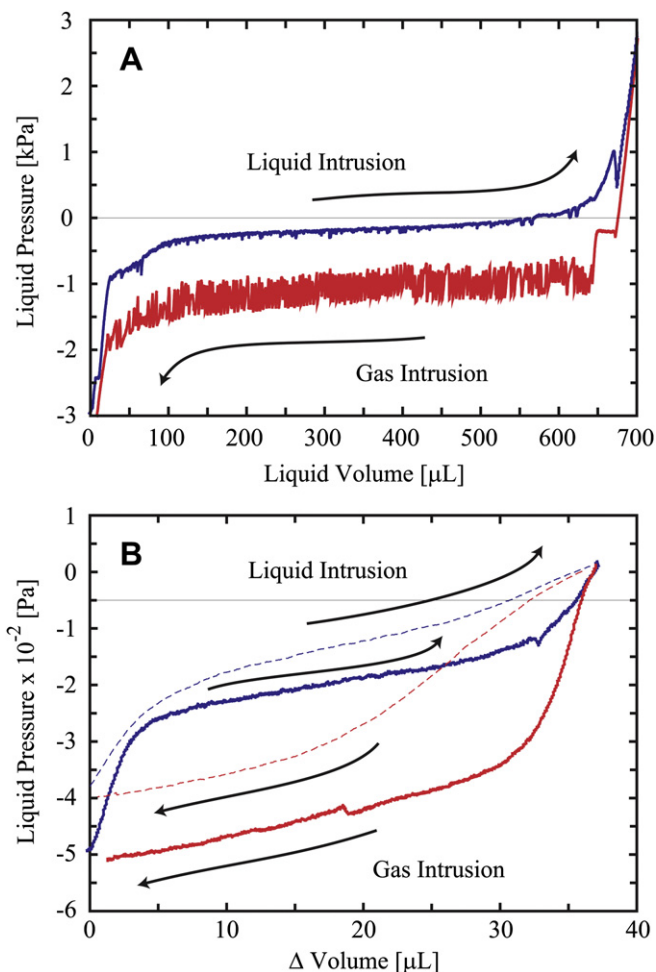 A
Liquid Pressure [kPa]
3
2
1
0
-1
-2
-3
Liquid Intrusion
Gas Intrusion
0 100 200 300 400 500 600 700
Liquid Volume [μL]
B
Liquid Pressure x 10⁻² [Pa]
1
0
-1
-2
-3
-4
-5
-6
Liquid Intrusion
Gas Intrusion
0 10 20 30 40
Δ Volume [μL]